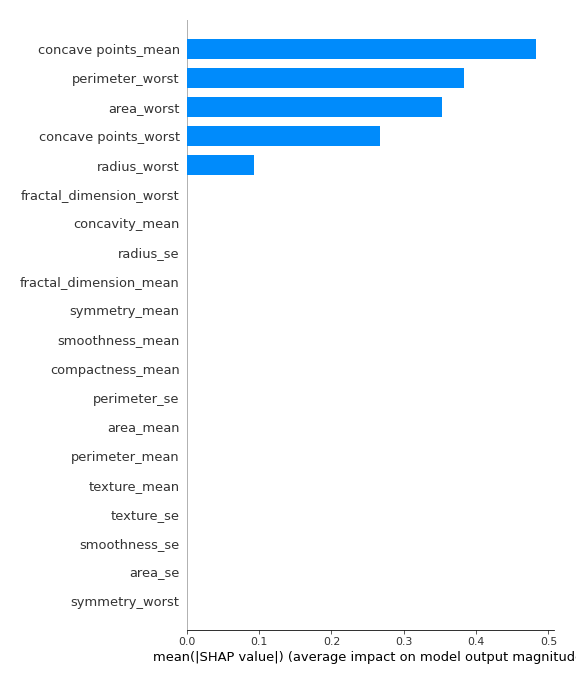 concave points_mean
perimeter_worst
area_worst
concave points_worst
radius_worst
fractal_dimension_worst
concavity_mean
radius_se
fractal_dimension_mean
symmetry_mean
smoothness_mean
compactness_mean
perimeter_se
area_mean
perimeter_mean
texture_mean
texture_se
smoothness_se
area_se
symmetry_worst
0.0 0.1 0.2 0.3 0.4 0.5
mean(|SHAP value|) (average impact on model output magnitud